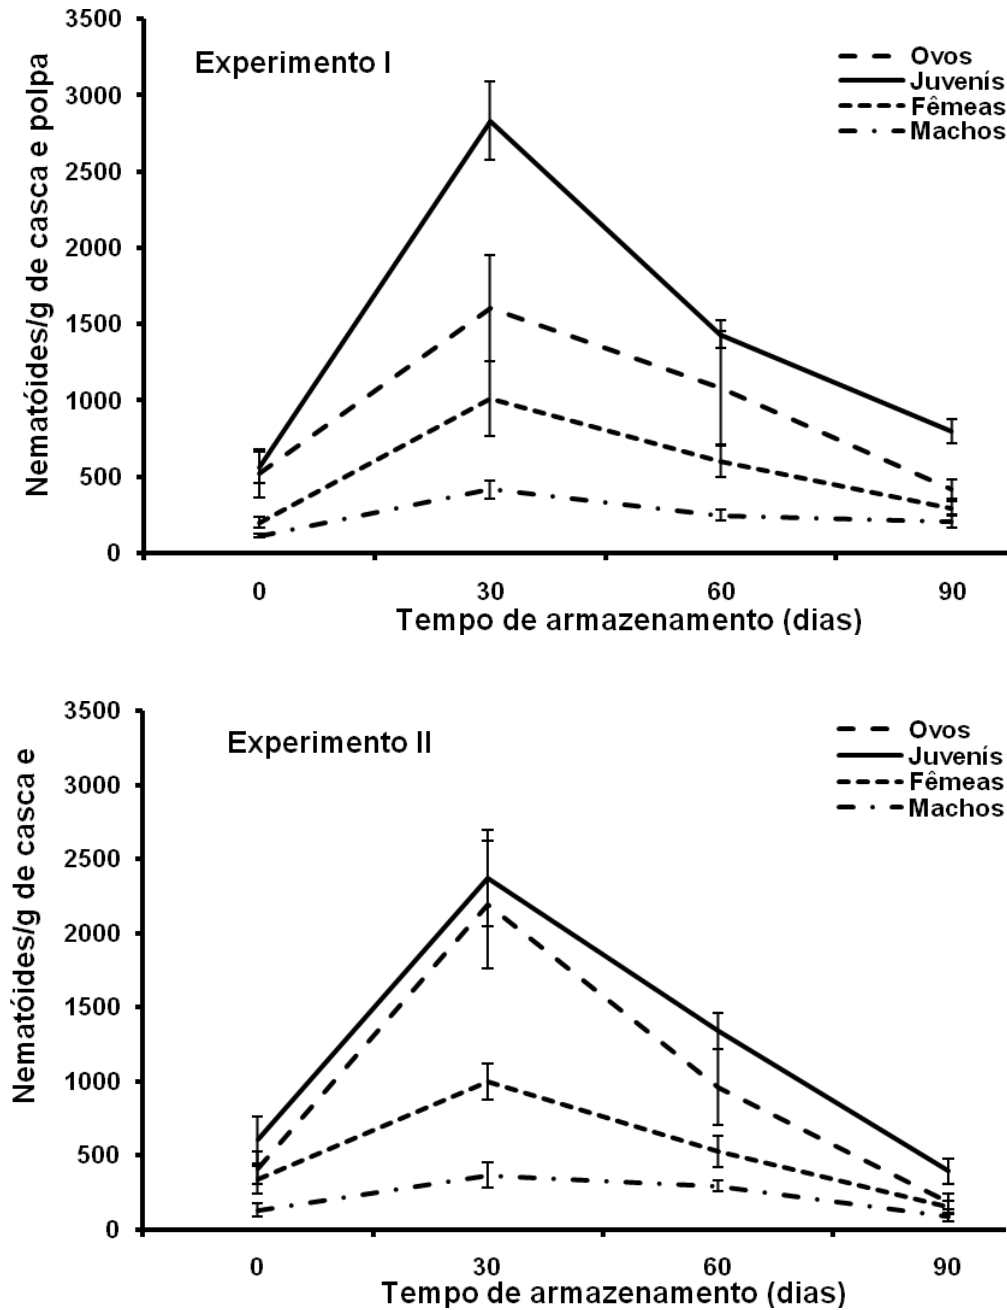 Experimento I
Ovos
Juvenís
Fêmeas
Machos
Nematóides/g de casca e polpa
3500
3000
2500
2000
1500
1000
500
0
0 30 60 90
Tempo de armazenamento (dias)
Experimento II
Ovos
Juvenís
Fêmeas
Machos
Nematóides/g de casca e
3500
3000
2500
2000
1500
1000
500
0
0 30 60 90
Tempo de armazenamento (dias)